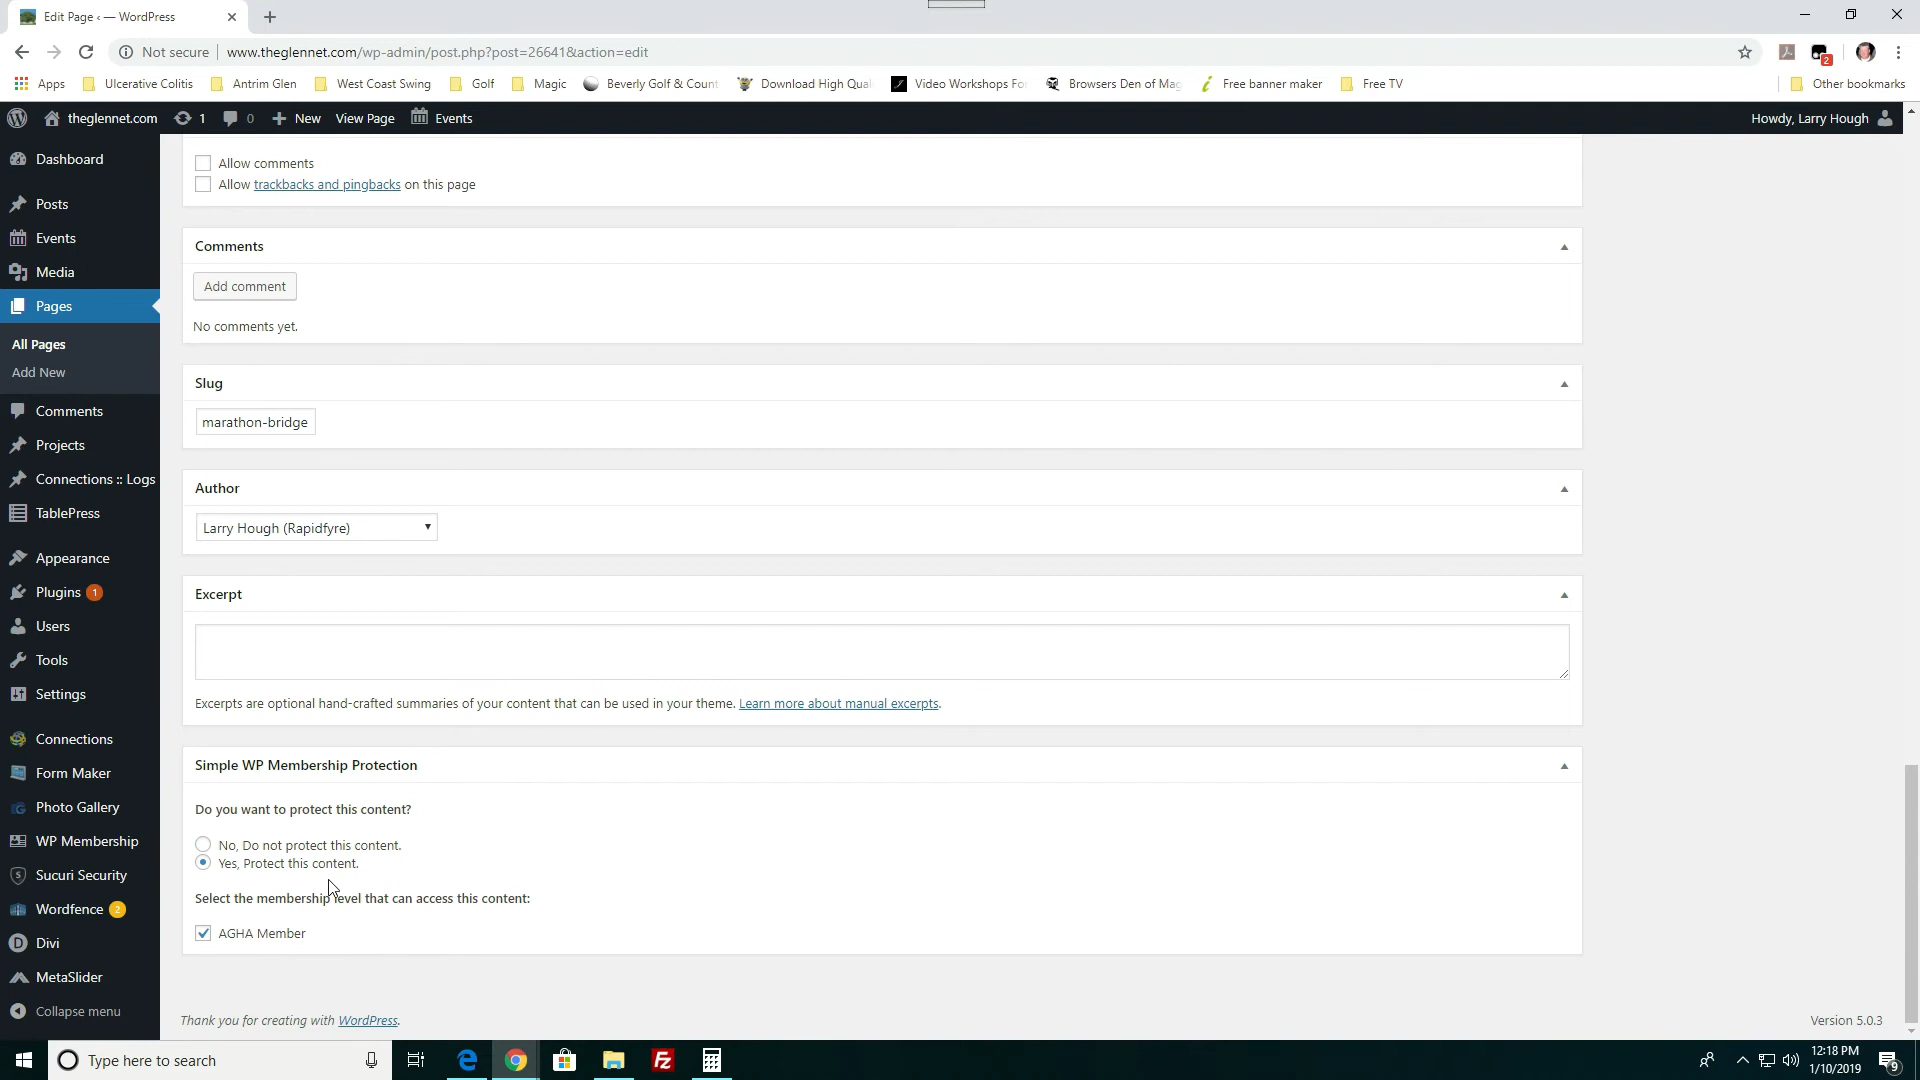 Edit Page ‹ — WordPress
Not secure
www.theglennet.com/wp-admin/post.php?post=26641&action=edit
2
Apps
Ulcerative Colitis
Antrim Glen
West Coast Swing
Golf
Magic
Beverly Golf & Count
Download High Qual
Video Workshops Fo
Browsers Den of Mag
Free banner maker
Free TV
Other bookmarks
theglennet.com
1
0
New
View Page
Events
Howdy, Larry Hough
Dashboard
Posts
Events
Media
Pages
All Pages
Add New
Comments
Projects
Connections :: Logs
TablePress
Appearance
Plugins 1
Users
Tools
Settings
Connections
Form Maker
Photo Gallery
WP Membership
Sucuri Security
Wordfence 2
Divi
MetaSlider
Collapse menu
Allow comments
Allow trackbacks and pingbacks on this page
Comments
Add comment
No comments yet.
Slug
marathon-bridge
Author
Larry Hough (Rapidfyre)
Excerpt
Excerpts are optional hand-crafted summaries of your content that can be used in your theme. Learn more about manual excerpts.
Simple WP Membership Protection
Do you want to protect this content?
No, Do not protect this content.
Yes, Protect this content.
Select the membership level that can access this content:
AGHA Member
Thank you for creating with WordPress.
Version 5.0.3
Type here to search
12:18 PM
1/10/2019
9